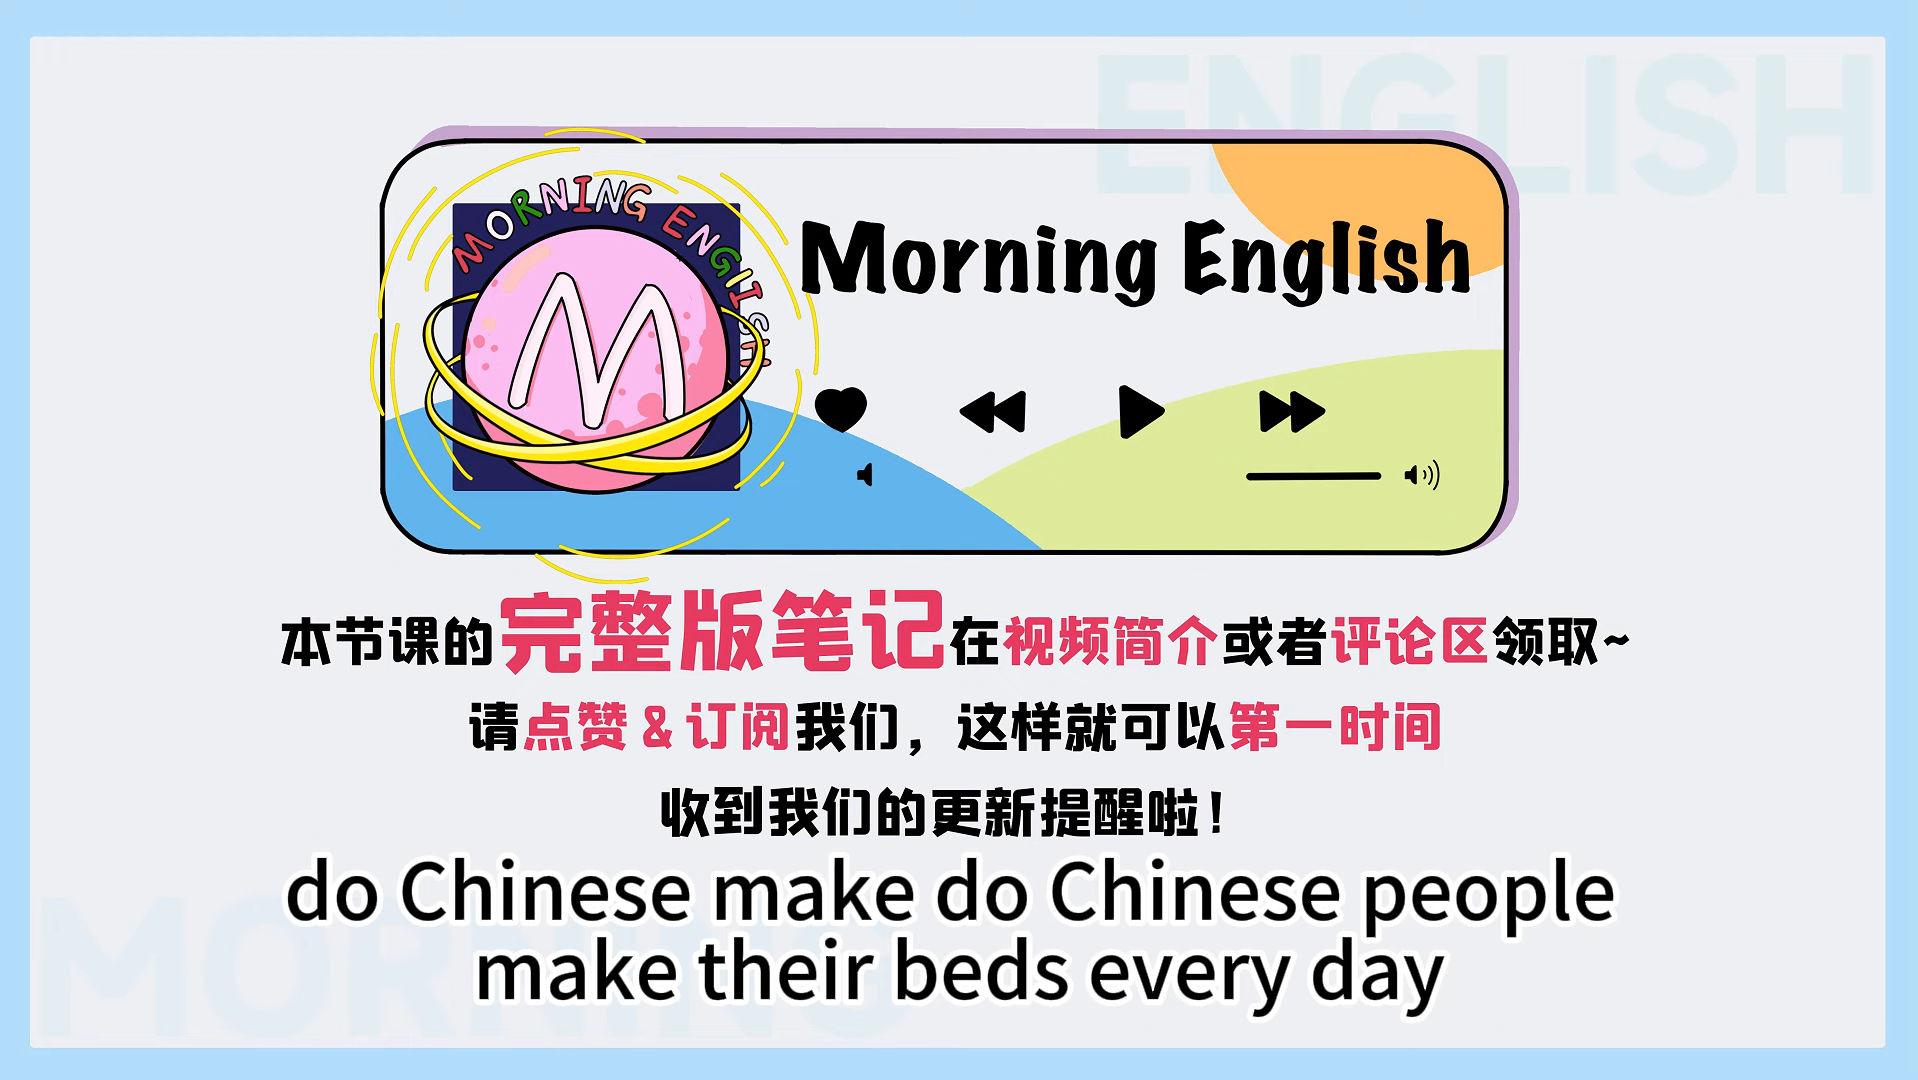 ENGLISH
MORNING ENGLISH
M
Morning English
本节课的完整版笔记在视频简介或者评论区领取~
请点赞&订阅我们，这样就可以第一时间
收到我们的更新提醒啦！
do Chinese make do Chinese people
make their beds every day
MORNING